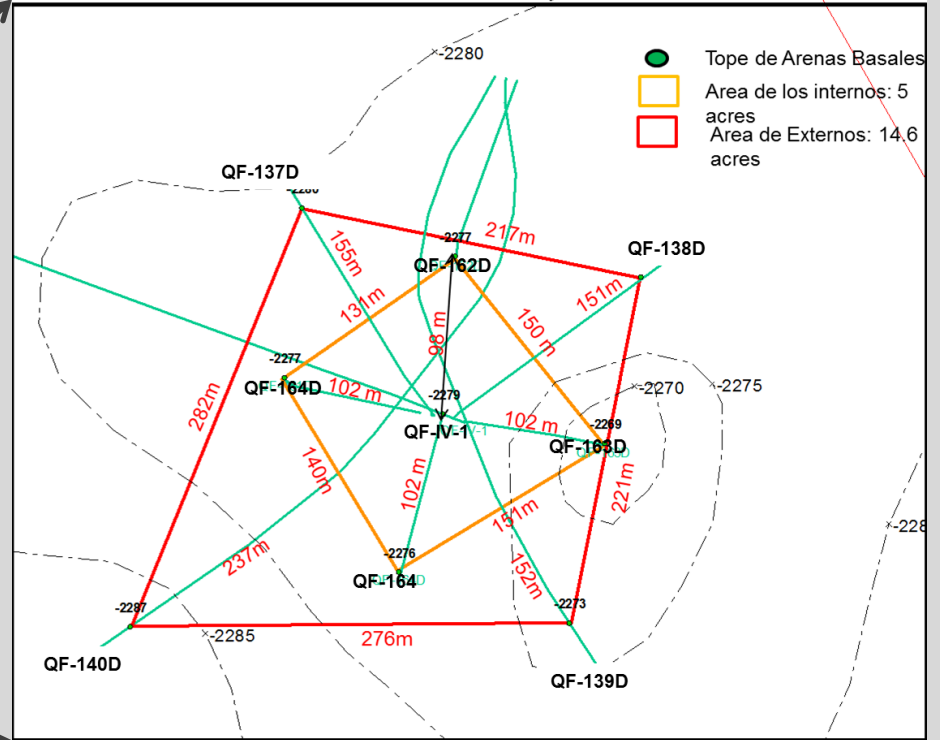 -2280
Tope de Arenas Basales
Area de los internos: 5
acres
Area de Externos: 14.6
acres
QF-137D
-2280
-2277
217m
QF-138D
155m
QF-162D
151m
131m
150 m
98 m
-2277
QF-164D
102 m
-2270
-2275
-2279
282m
102 m
-2269
QF-IV-1
QF-163D
140m
102 m
221m
151m
-228
237m
-2276
QF-164
152m
-2287
-2273
276m
-2285
QF-140D
QF-139D